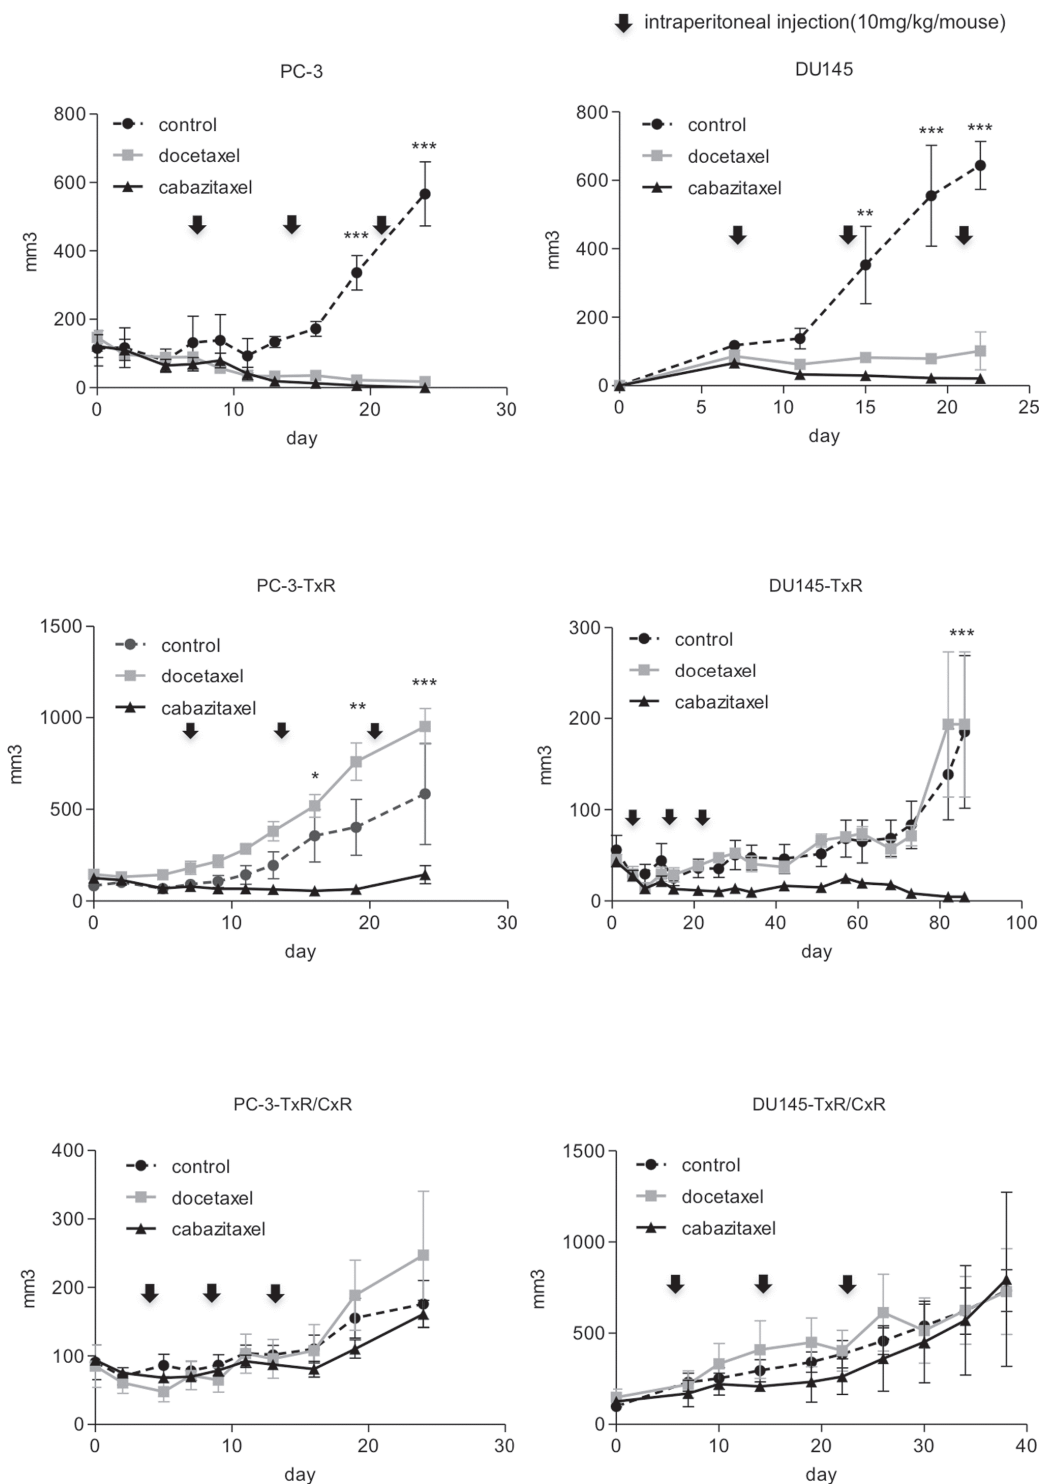 intraperitoneal injection(10mg/kg/mouse)
PC-3
800
600
400
200
0
mm3
control
docetaxel
cabazitaxel
***
***
0
10
20
30
day
DU145
800
600
400
200
0
mm3
control
docetaxel
cabazitaxel
**
***
***
0
5
10
15
20
25
day
PC-3-TxR
1500
1000
500
0
mm3
control
docetaxel
cabazitaxel
*
**
***
0
10
20
30
day
DU145-TxR
300
200
100
0
mm3
control
docetaxel
cabazitaxel
***
0
20
40
60
80
100
day
PC-3-TxR/CxR
400
300
200
100
0
mm3
control
docetaxel
cabazitaxel
0
10
20
30
day
DU145-TxR/CxR
1500
1000
500
0
mm3
control
docetaxel
cabazitaxel
0
10
20
30
40
day